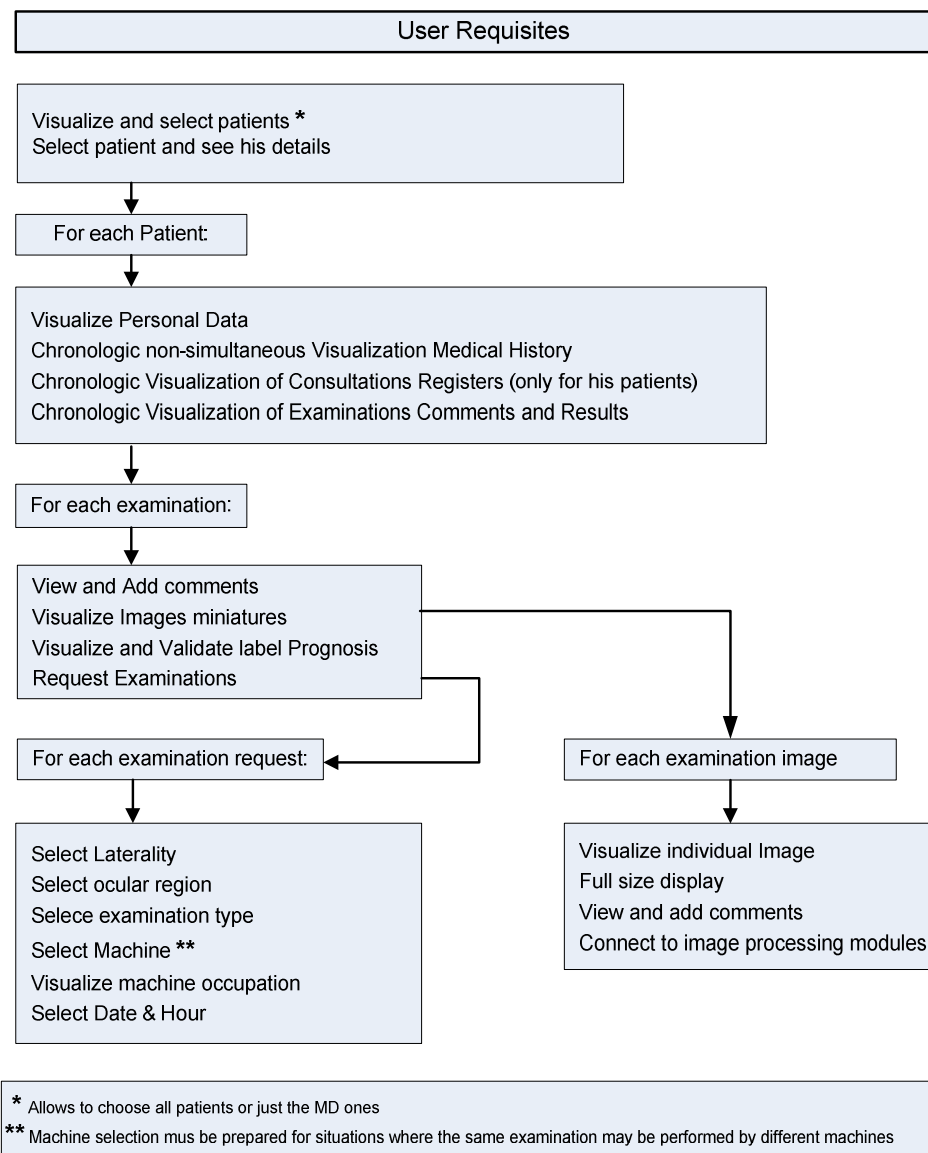 User Requisites
Visualize and select patients *
Select patient and see his details
For each Patient:
Visualize Personal Data
Chronologic non-simultaneous Visualization Medical History
Chronologic Visualization of Consultations Registers (only for his patients)
Chronologic Visualization of Examinations Comments and Results
For each examination:
View and Add comments
Visualize Images miniatures
Visualize and Validate label Prognosis
Request Examinations
For each examination request:
Select Laterality
Select ocular region
Selece examination type
Select Machine **
Visualize machine occupation
Select Date & Hour
For each examination image
Visualize individual Image
Full size display
View and add comments
Connect to image processing modules
* Allows to choose all patients or just the MD ones
** Machine selection mus be prepared for situations where the same examination may be performed by different machines